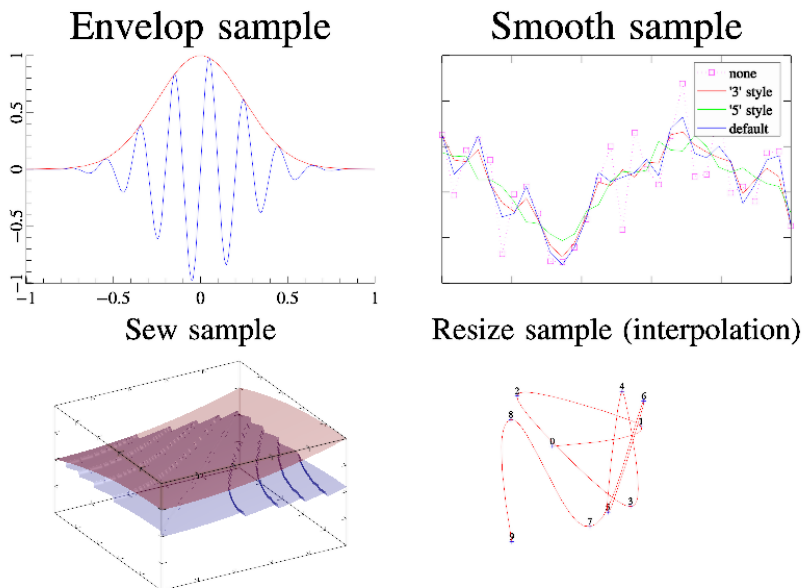 Envelop sample
Smooth sample
1
0.5
0
−0.5
−1
−1
−0.5
0
0.5
1
none
'3' style
'5' style
default
Sew sample
Resize sample (interpolation)
2
4
6
8
1
0
3
5
7
9